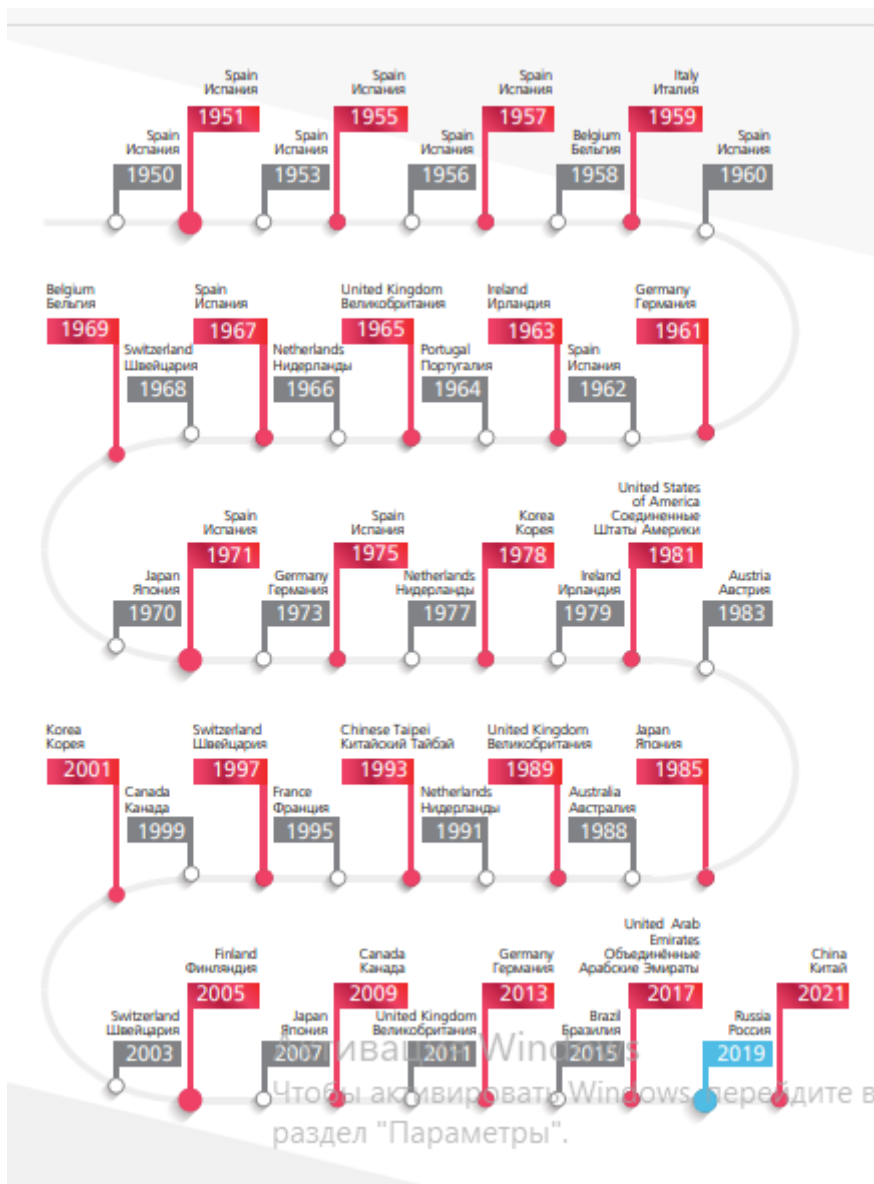 Spain
Испания
1950
Spain
Испания
1951
Spain
Испания
1953
Spain
Испания
1955
Spain
Испания
1956
Spain
Испания
1957
Belgium
Бельгия
1958
Italy
Италия
1959
Spain
Испания
1960
Belgium
Бельгия
1969
Switzerland
Швейцария
1968
Spain
Испания
1967
Netherlands
Нидерланды
1966
United Kingdom
Великобритания
1965
Portugal
Португалия
1964
Ireland
Ирландия
1963
Spain
Испания
1962
Germany
Германия
1961
Japan
Япония
1970
Spain
Испания
1971
Germany
Германия
1973
Spain
Испания
1975
Netherlands
Нидерланды
1977
Korea
Корея
1978
Ireland
Ирландия
1979
United States
of America
Соединенные
Штаты Америки
1981
Austria
Австрия
1983
Korea
Корея
2001
Canada
Канада
1999
Switzerland
Швейцария
1997
France
Франция
1995
Chinese Taipei
Китайский Тайбэй
1993
Netherlands
Нидерланды
1991
United Kingdom
Великобритания
1989
Australia
Австралия
1988
Japan
Япония
1985
Switzerland
Швейцария
2003
Finland
Финляндия
2005
Japan
Япония
2007
Canada
Канада
2009
United Kingdom
Великобритания
2011
Germany
Германия
2013
Brazil
Бразилия
2015
United Arab
Emirates
Объединённые
Арабские Эмираты
2017
Russia
Россия
2019
China
Китай
2021
Активация Windows
Чтобы активировать Windows, перейдите в
раздел "Параметры".